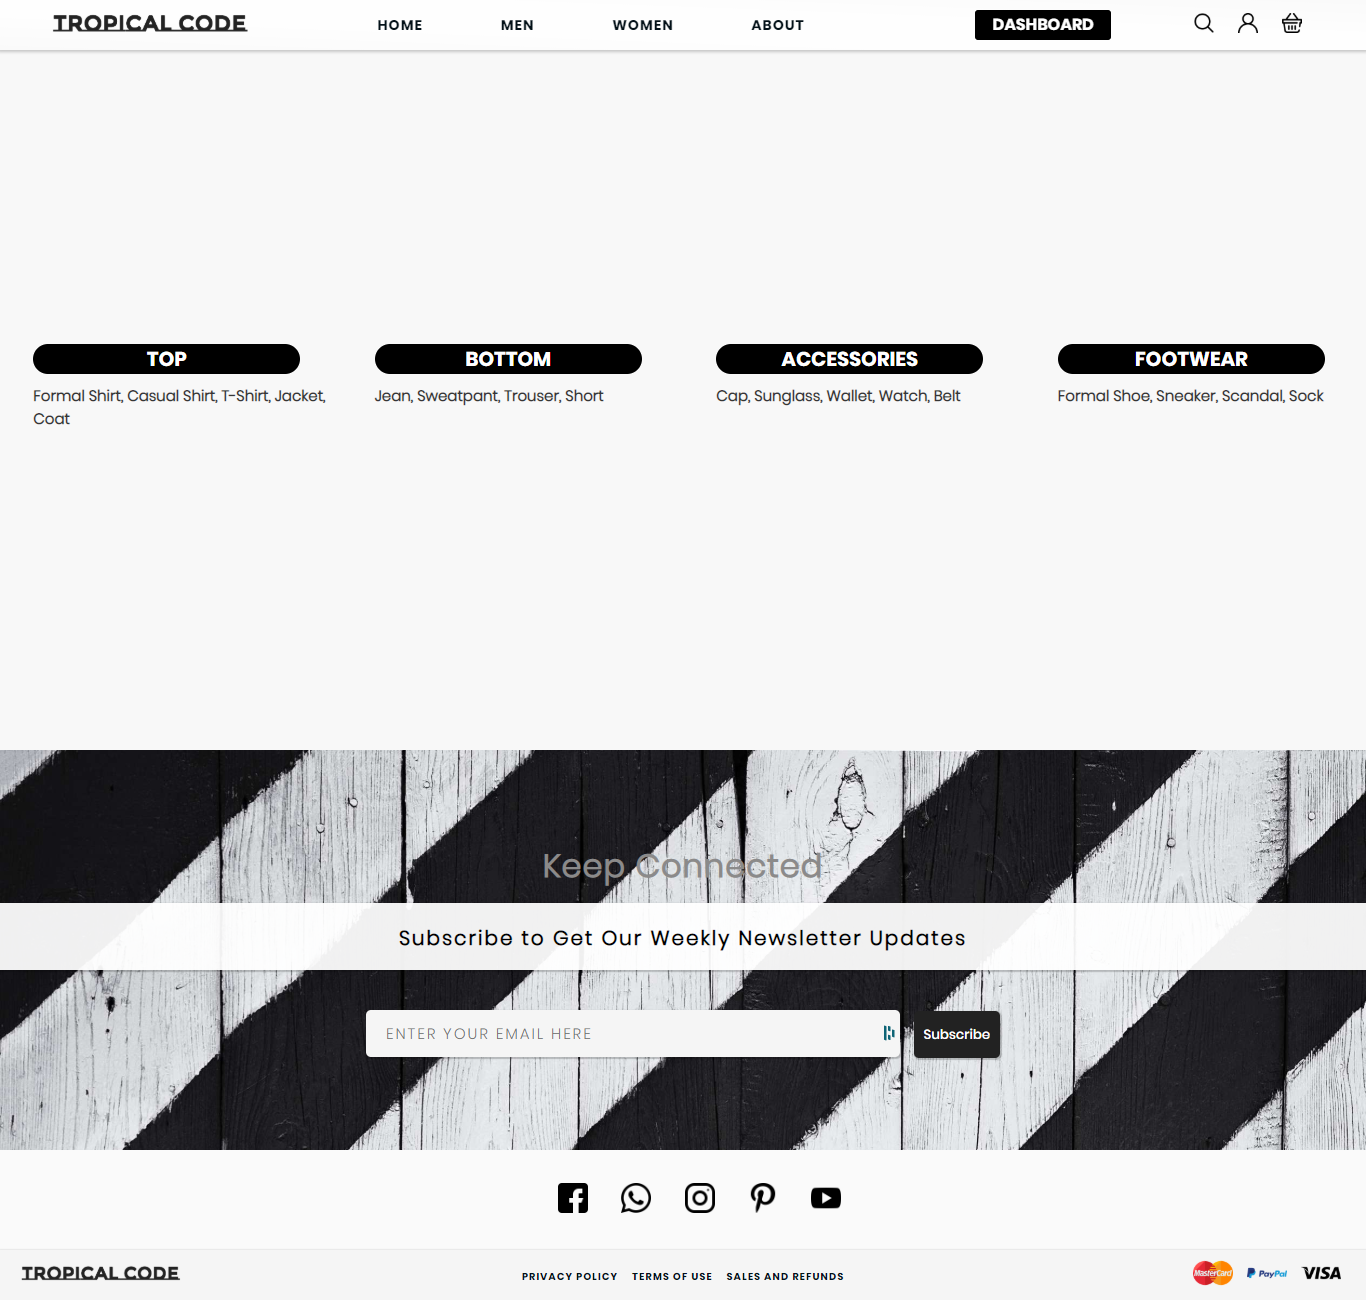 TROPICAL CODE
HOME
MEN
WOMEN
ABOUT
DASHBOARD
TOP
Formal Shirt, Casual Shirt, T-Shirt, Jacket,
Coat
BOTTOM
Jean, Sweatpant, Trouser, Short
ACCESSORIES
Cap, Sunglass, Wallet, Watch, Belt
FOOTWEAR
Formal Shoe, Sneaker, Scandal, Sock
Keep Connected
Subscribe to Get Our Weekly Newsletter Updates
ENTER YOUR EMAIL HERE
Subscribe
TROPICAL CODE
PRIVACY POLICY
TERMS OF USE
SALES AND REFUNDS
MasterCard
PayPal
VISA